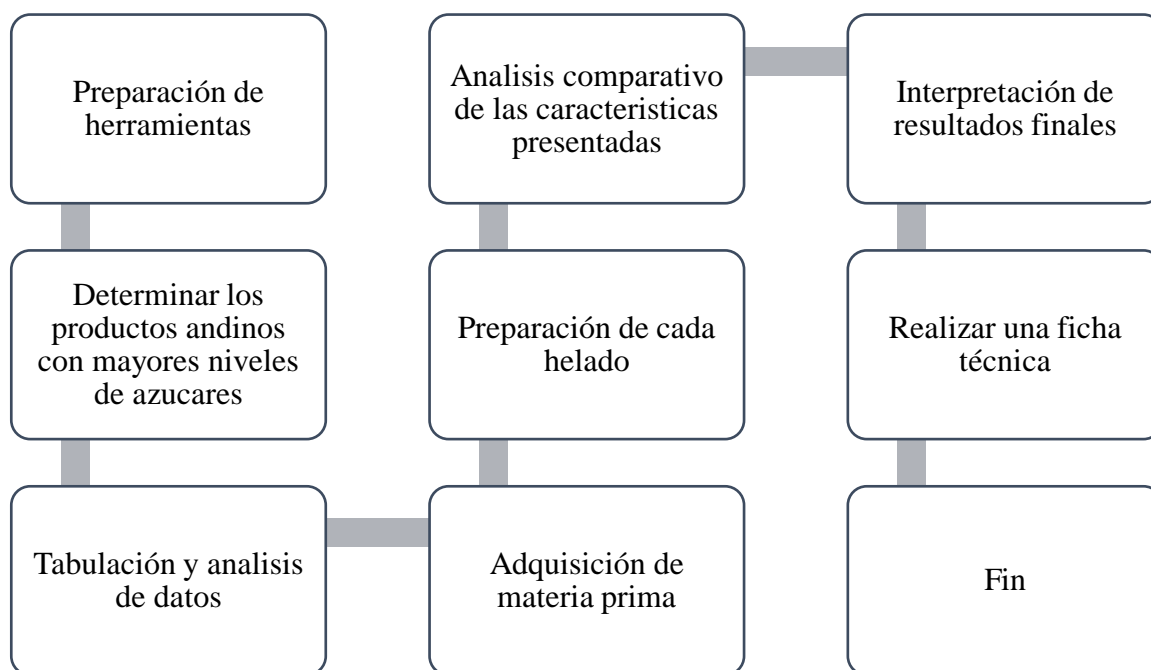 Preparación de
herramientas
Determinar los
productos andinos
con mayores niveles
de azucares
Tabulación y analisis
de datos
Adquisición de
materia prima
Preparación de cada
helado
Analisis comparativo
de las caracteristicas
presentadas
Interpretación de
resultados finales
Realizar una ficha
técnica
Fin